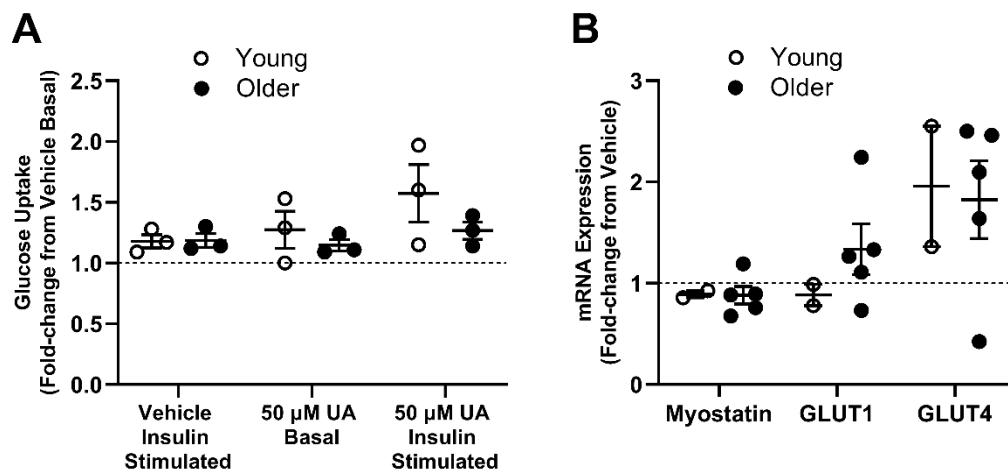 A
Young
Older
Glucose Uptake
(Fold-change from Vehicle Basal)
2.5
2.0
1.5
1.0
0.5
0.0
Vehicle
Insulin
Stimulated
50 µM UA
Basal
50 µM UA
Insulin
Stimulated
B
Young
Older
mRNA Expression
(Fold-change from Vehicle)
3
2
1
0
Myostatin
GLUT1
GLUT4